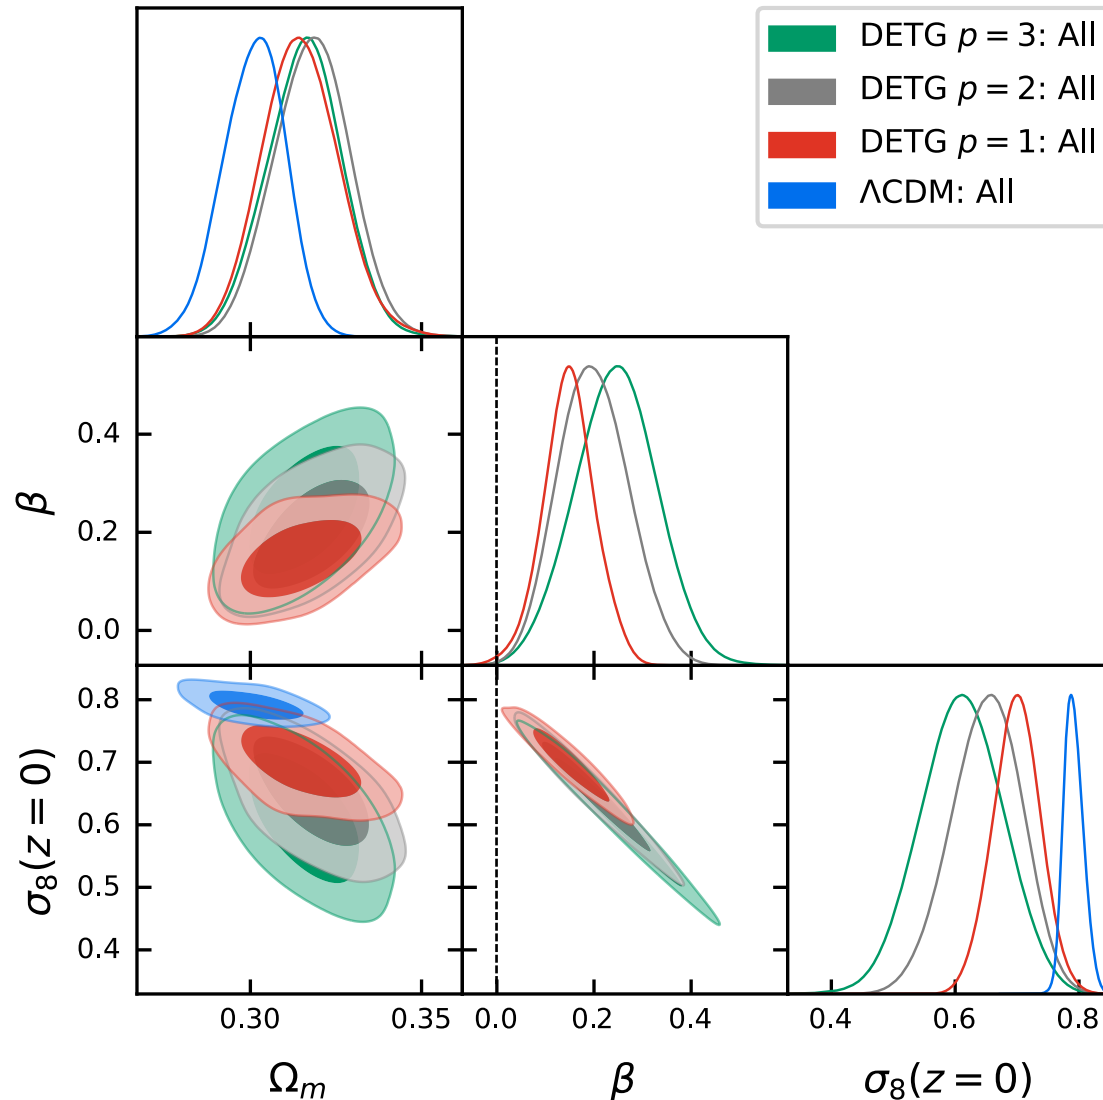 DETG p = 3: All
DETG p = 2: All
DETG p = 1: All
ΛCDM: All
β
0.4
0.2
0.0
σ₈(z = 0)
0.8
0.7
0.6
0.5
0.4
0.30 0.35
0.0 0.2 0.4
0.4 0.6 0.8
Ωₘ
β
σ₈(z = 0)